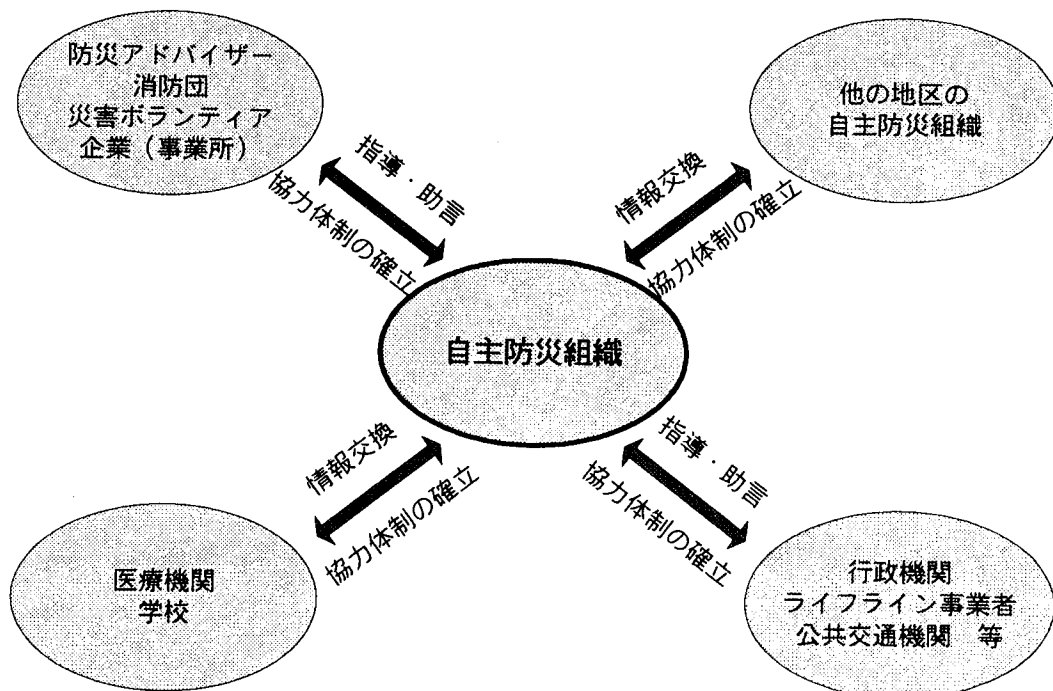 防災アドバイザー
消防団
災害ボランティア
企業（事業所）
他の地区の
自主防災組織
指導・助言
協力体制の確立
情報交換
協力体制の確立
自主防災組織
情報交換
協力体制の確立
指導・助言
協力体制の確立
医療機関
学校
行政機関
ライフライン事業者
公共交通機関　等